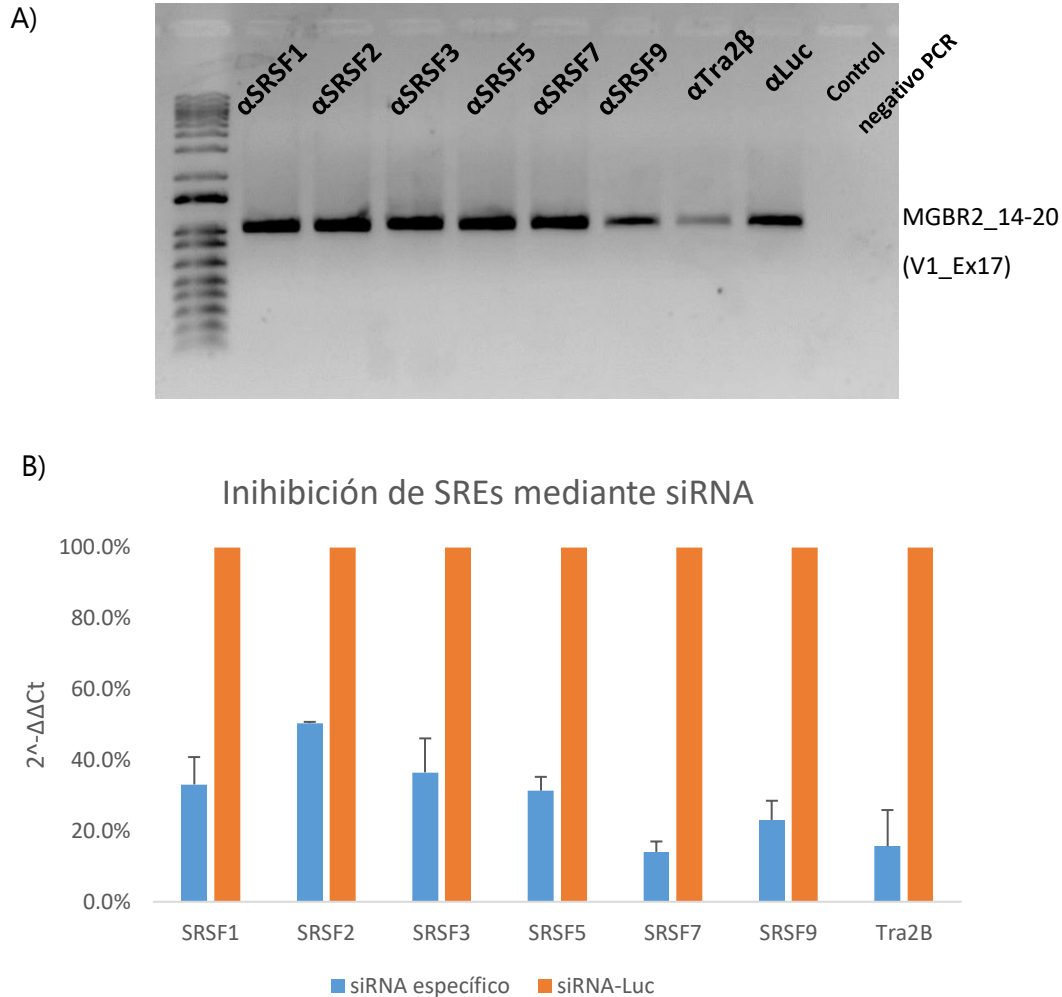 A)
αSRSF1
αSRSF2
αSRSF3
αSRSF5
αSRSF7
αSRSF9
αTra2β
αLuc
Control
negativo PCR
MGBR2_14-20
(V1_Ex17)
B)
Inihibición de SREs mediante siRNA
100.0%
80.0%
60.0%
40.0%
20.0%
0.0%
2^-ΔΔCt
SRSF1 SRSF2 SRSF3 SRSF5 SRSF7 SRSF9 Tra2B
siRNA específico siRNA-Luc